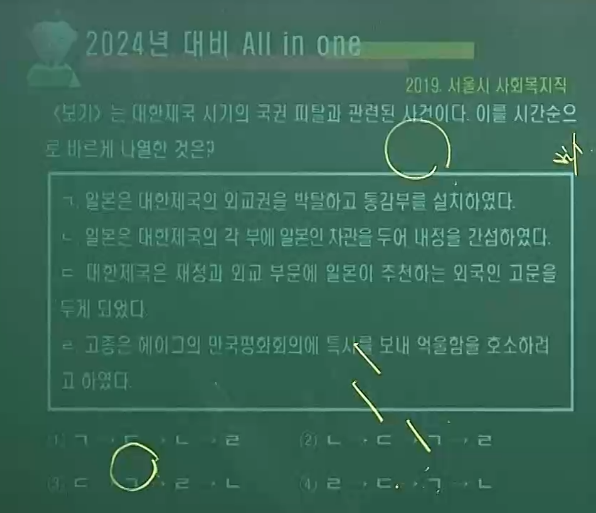 2024년 대비 All in one
2019. 서울시 사회복지직
<보기> 는 대한제국 시기의 국권 피탈과 관련된 사건이다. 이를 시간순으
로 바르게 나열한 것은?
ㄱ. 일본은 대한제국의 외교권을 박탈하고 통감부를 설치하였다.
ㄴ. 일본은 대한제국의 각 부에 일본인 차관을 두어 내정을 간섭하였다.
ㄷ. 대한제국은 재정과 외교 부문에 일본이 추천하는 외국인 고문을
두게 되었다.
ㄹ. 고종은 헤이그의 만국평화회의에 특사를 보내 억울함을 호소하려
고 하였다.
(1) ㄱ → ㄷ → ㄴ → ㄹ (2) ㄴ → ㄷ → ㄱ → ㄹ
(3) ㄷ → ㄱ → ㄹ → ㄴ (4) ㄹ → ㄷ → ㄱ → ㄴ